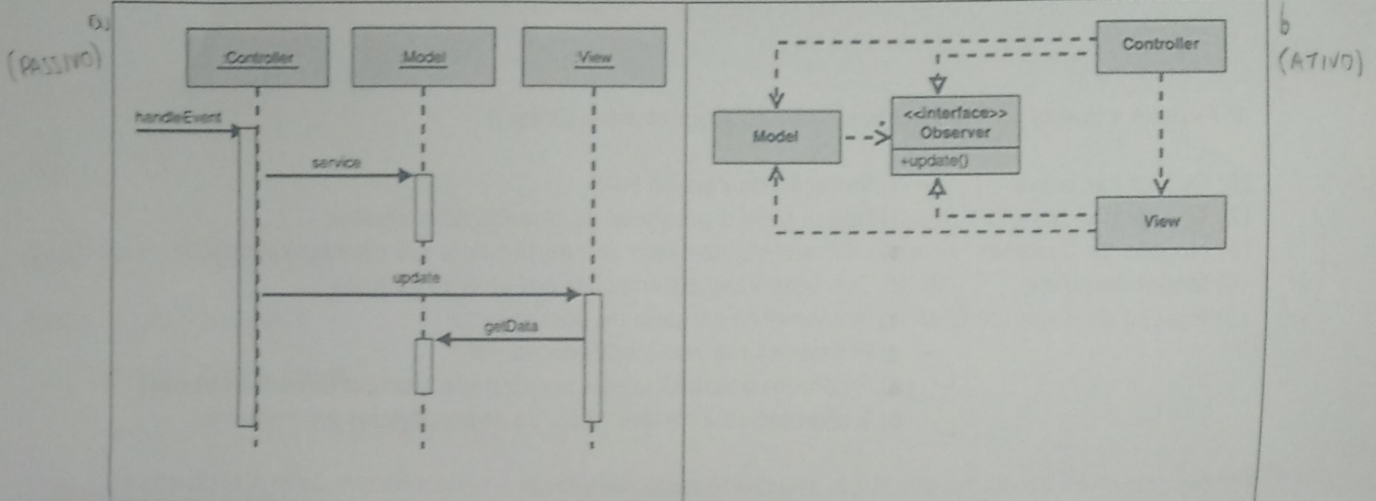 a)
(PASSIVO)
:Controller
:Model
:View
handleEvent
service
update
getData
b
(ATIVO)
Controller
Model
<<interface>>
Observer
+update()
*
View